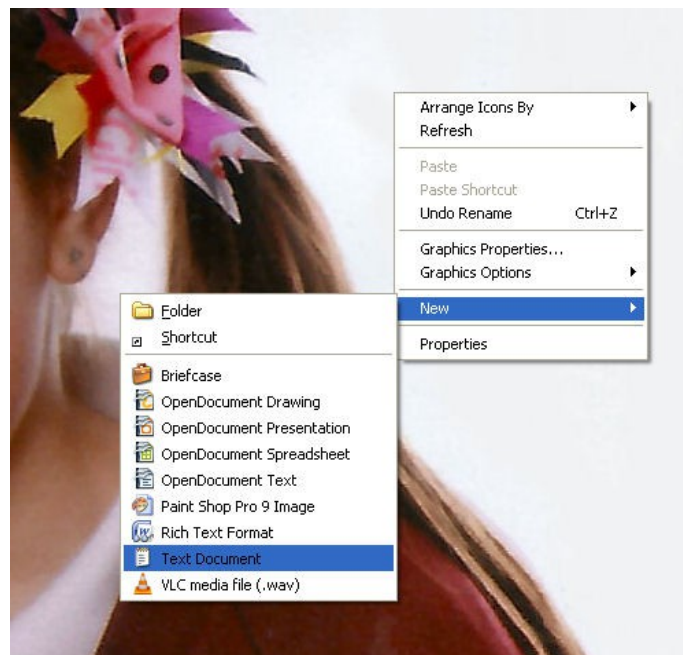 Arrange Icons By
Refresh
Paste
Paste Shortcut
Undo Rename Ctrl+Z
Graphics Properties...
Graphics Options
New
Properties
Folder
Shortcut
Briefcase
OpenDocument Drawing
OpenDocument Presentation
OpenDocument Spreadsheet
OpenDocument Text
Paint Shop Pro 9 Image
Rich Text Format
Text Document
VLC media file (.wav)